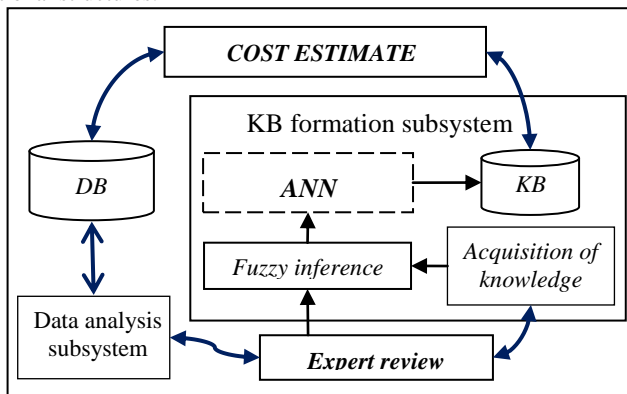 COST ESTIMATE
KB formation subsystem
DB
ANN
KB
Fuzzy inference
Acquisition of
knowledge
Data analysis
subsystem
Expert review